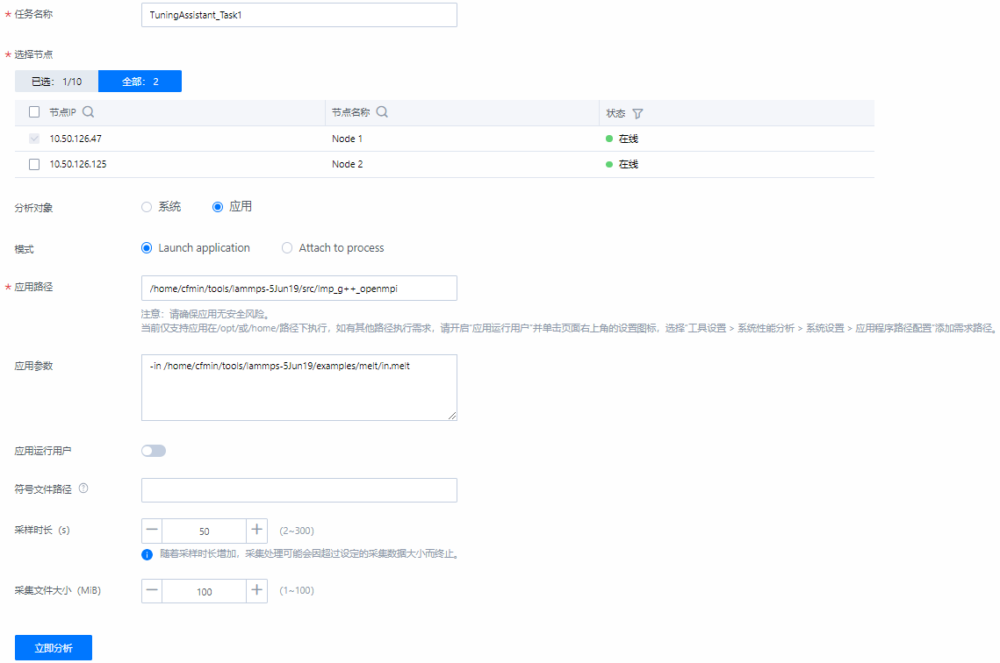 * 任务名称 TuningAssistant_Task1
* 选择节点
已选: 1/10 全部: 2
节点IP 节点名称 状态
10.50.126.47 Node 1 在线
10.50.126.125 Node 2 在线
分析对象 系统 应用
模式 Launch application Attach to process
* 应用路径 /home/cfmin/tools/lammps-5Jun19/src/lmp_g++_openmpi
注意：请确保应用无安全风险。
当前仅支持应用在/opt/或/home/路径下执行，如有其他路径执行需求，请开启"应用运行用户"并单击页面右上角的设置图标，选择"工具设置 > 系统性能分析 > 系统设置 > 应用程序路径配置"添加需求路径。
应用参数 -in /home/cfmin/tools/lammps-5Jun19/examples/melt/in.melt
应用运行用户
符号文件路径 ?
采样时长（s） 50 (2~300)
随着采样时长增加，采集处理可能会因超过设定的采集数据大小而终止。
采集文件大小（MiB） 100 (1~100)
立即分析